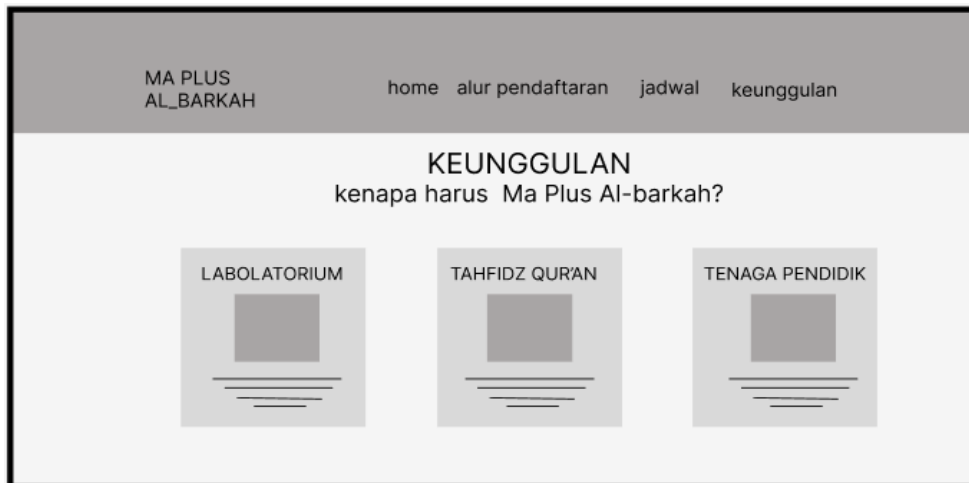 MA PLUS
AL_BARKAH
home alur pendaftaran jadwal keunggulan
KEUNGGULAN
kenapa harus Ma Plus Al-barkah?
LABOLATORIUM
TAHFIDZ QUR'AN
TENAGA PENDIDIK